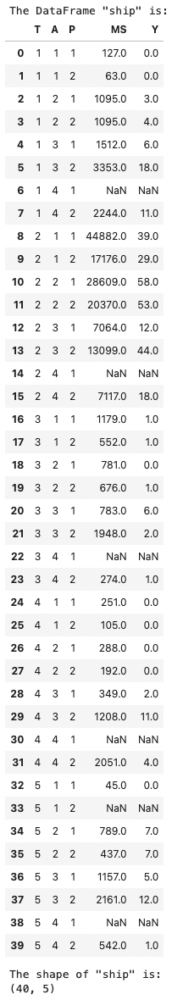 The DataFrame "ship" is:
T A P MS Y
0 1 1 1 127.0 0.0
1 1 1 2 63.0 0.0
2 1 2 1 1095.0 3.0
3 1 2 2 1095.0 4.0
4 1 3 1 1512.0 6.0
5 1 3 2 3353.0 18.0
6 1 4 1 NaN NaN
7 1 4 2 2244.0 11.0
8 2 1 1 44882.0 39.0
9 2 1 2 17176.0 29.0
10 2 2 1 28609.0 58.0
11 2 2 2 20370.0 53.0
12 2 3 1 7064.0 12.0
13 2 3 2 13099.0 44.0
14 2 4 1 NaN NaN
15 2 4 2 7117.0 18.0
16 3 1 1 1179.0 1.0
17 3 1 2 552.0 1.0
18 3 2 1 781.0 0.0
19 3 2 2 676.0 1.0
20 3 3 1 783.0 6.0
21 3 3 2 1948.0 2.0
22 3 4 1 NaN NaN
23 3 4 2 274.0 1.0
24 4 1 1 251.0 0.0
25 4 1 2 105.0 0.0
26 4 2 1 288.0 0.0
27 4 2 2 192.0 0.0
28 4 3 1 349.0 2.0
29 4 3 2 1208.0 11.0
30 4 4 1 NaN NaN
31 4 4 2 2051.0 4.0
32 5 1 1 45.0 0.0
33 5 1 2 NaN NaN
34 5 2 1 789.0 7.0
35 5 2 2 437.0 7.0
36 5 3 1 1157.0 5.0
37 5 3 2 2161.0 12.0
38 5 4 1 NaN NaN
39 5 4 2 542.0 1.0
The shape of "ship" is:
(40, 5)